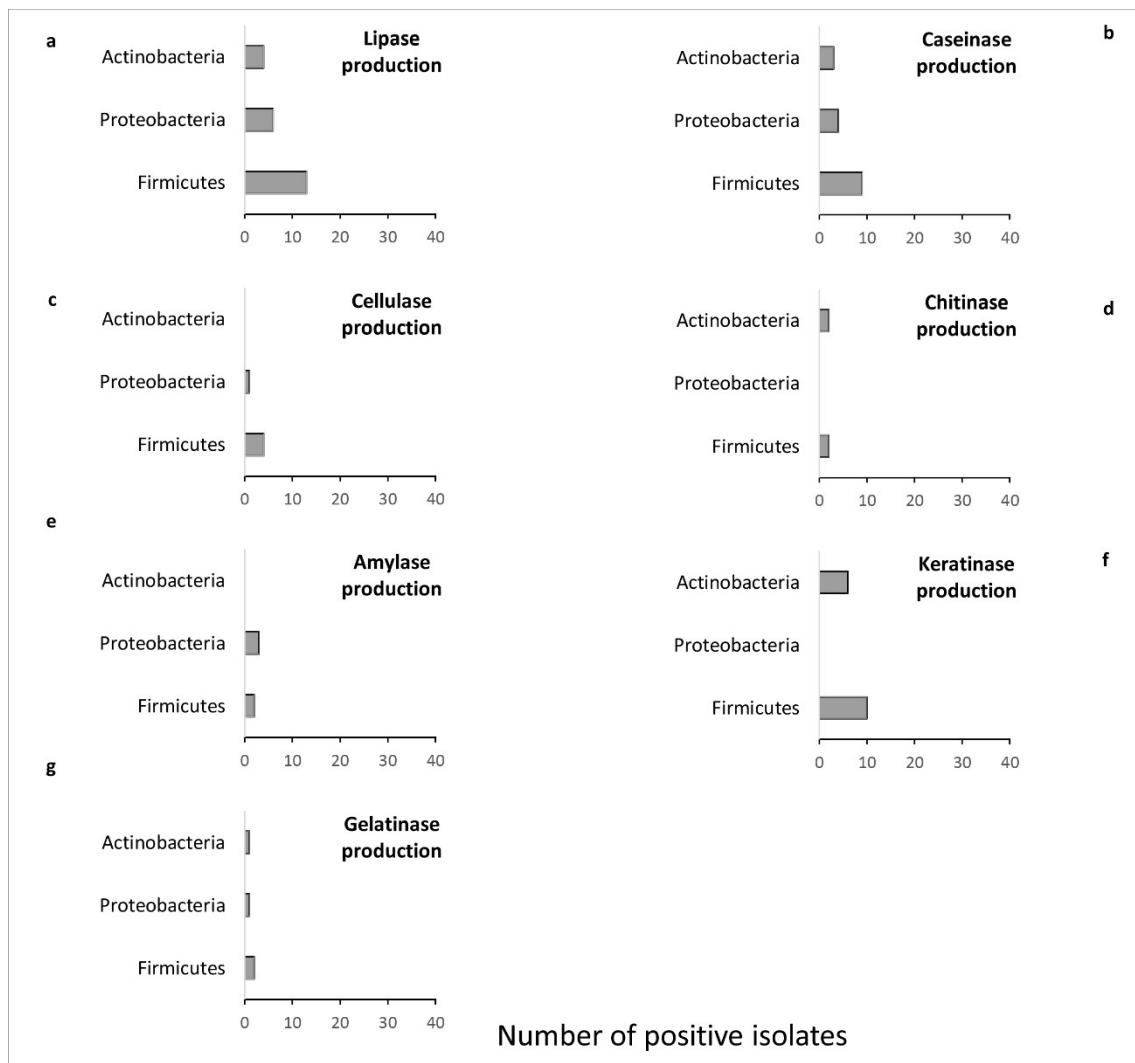 a
Lipase
production
Actinobacteria
Proteobacteria
Firmicutes
0 10 20 30 40
b
Caseinase
production
Actinobacteria
Proteobacteria
Firmicutes
0 10 20 30 40
c
Cellulase
production
Actinobacteria
Proteobacteria
Firmicutes
0 10 20 30 40
d
Chitinase
production
Actinobacteria
Proteobacteria
Firmicutes
0 10 20 30 40
e
Amylase
production
Actinobacteria
Proteobacteria
Firmicutes
0 10 20 30 40
f
Keratinase
production
Actinobacteria
Proteobacteria
Firmicutes
0 10 20 30 40
g
Gelatinase
production
Actinobacteria
Proteobacteria
Firmicutes
0 10 20 30 40
Number of positive isolates